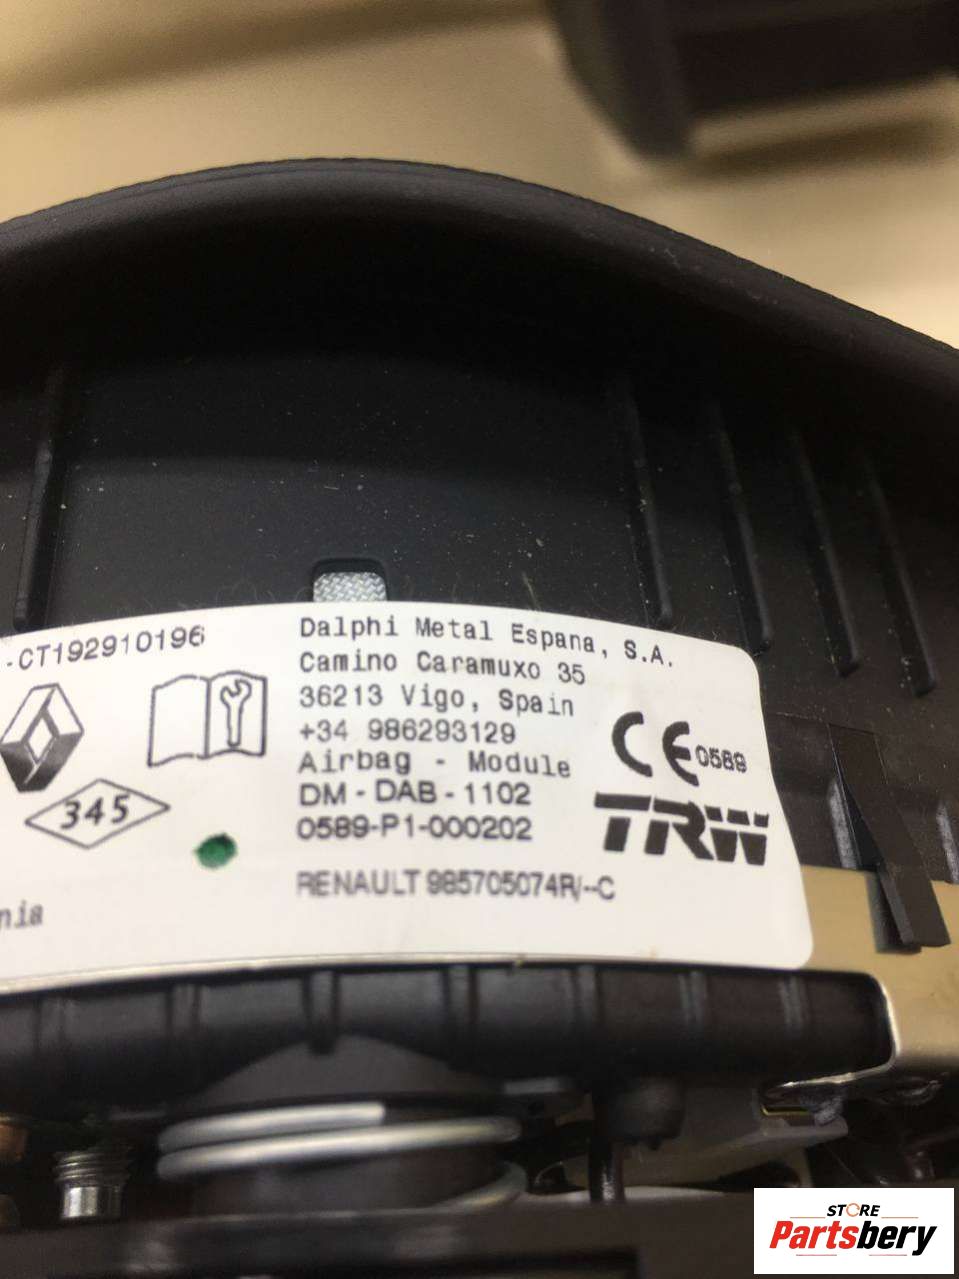 -CT192910196
Dalphi Metal Espana, S.A.
Camino Caramuxo 35
36213 Vigo, Spain
+34 986293129
Airbag - Module
DM - DAB - 1102
0589-P1-000202
RENAULT 985705074R/--C
CE 0589
TRW
345
nia
STORE
Partsbery